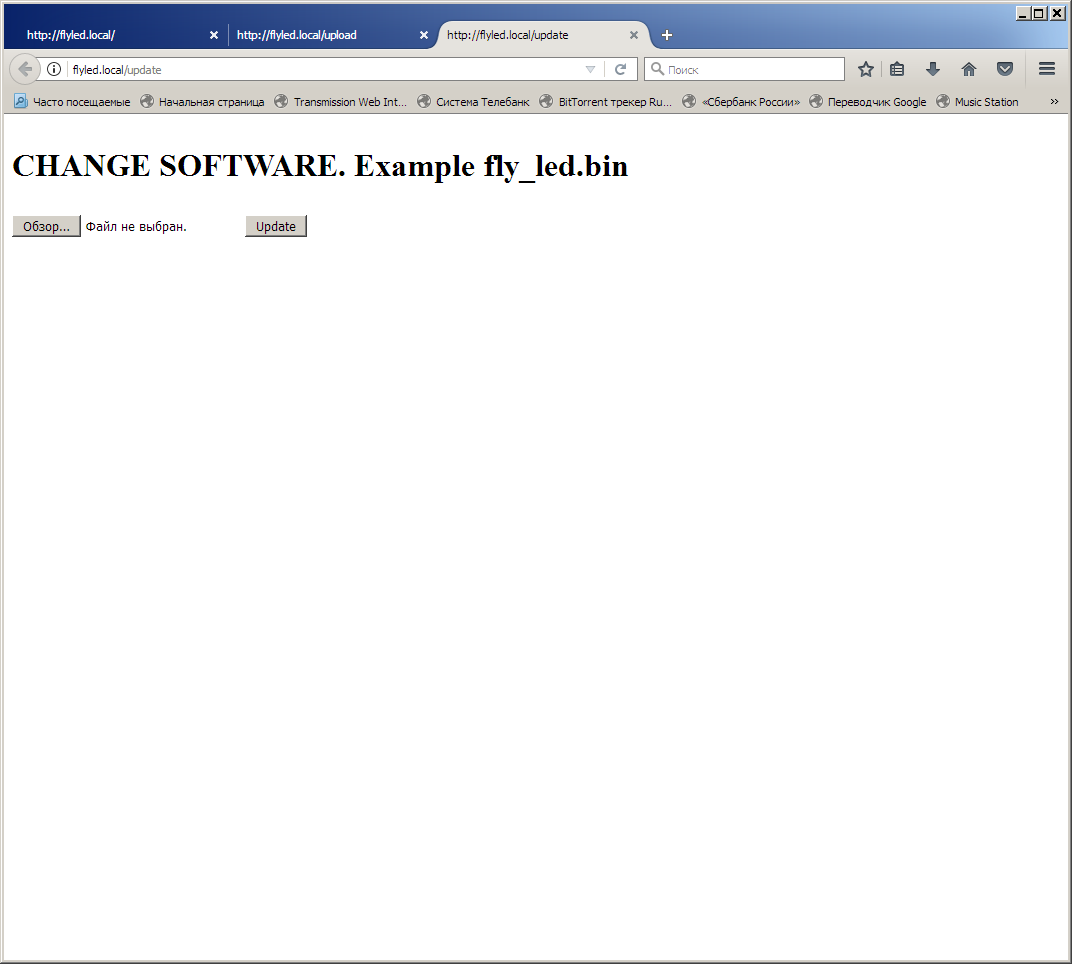 http://flyled.local/ http://flyled.local/upload http://flyled.local/update
flyled.local/update Поиск
Часто посещаемые Начальная страница Transmission Web Int... Система Телебанк BitTorrent трекер Ru... «Сбербанк России» Переводчик Google Music Station »
CHANGE SOFTWARE. Example fly_led.bin
Обзор... Файл не выбран. Update